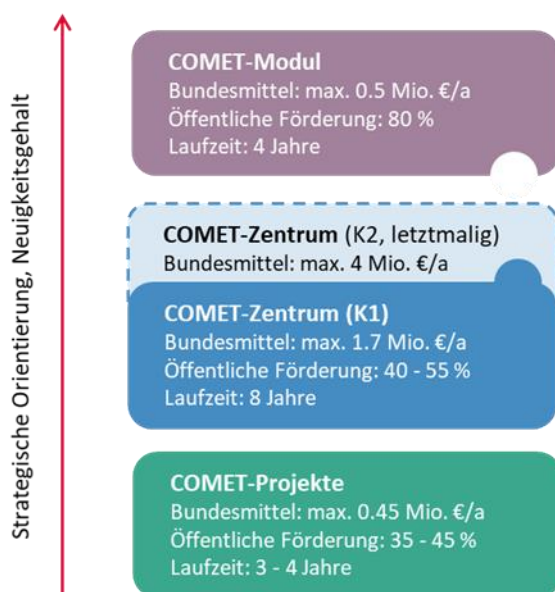 Strategische Orientierung, Neuigkeitsgehalt
COMET-Modul
Bundesmittel: max. 0.5 Mio. €/a
Öffentliche Förderung: 80 %
Laufzeit: 4 Jahre
COMET-Zentrum (K2, letztmalig)
Bundesmittel: max. 4 Mio. €/a
COMET-Zentrum (K1)
Bundesmittel: max. 1.7 Mio. €/a
Öffentliche Förderung: 40 - 55 %
Laufzeit: 8 Jahre
COMET-Projekte
Bundesmittel: max. 0.45 Mio. €/a
Öffentliche Förderung: 35 - 45 %
Laufzeit: 3 - 4 Jahre